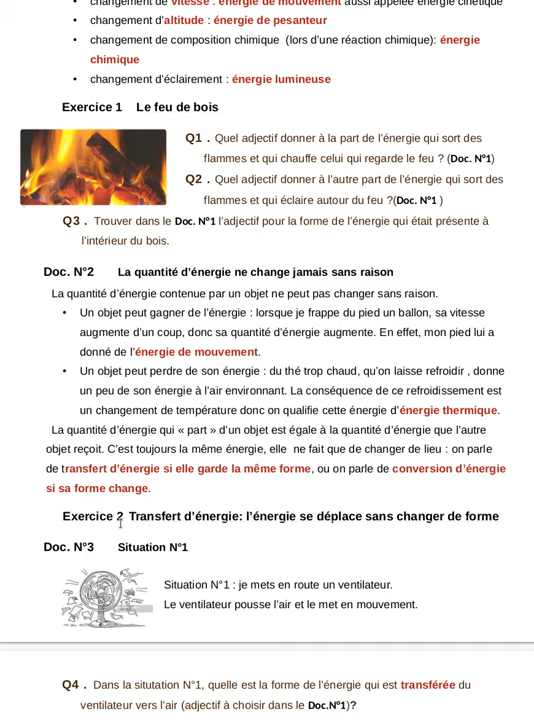 • changement de vitesse : énergie de mouvement aussi appelée énergie cinétique
• changement d'altitude : énergie de pesanteur
• changement de composition chimique (lors d'une réaction chimique): énergie
chimique
• changement d'éclairement : énergie lumineuse
Exercice 1 Le feu de bois
Q1 . Quel adjectif donner à la part de l'énergie qui sort des
flammes et qui chauffe celui qui regarde le feu ? (Doc. N°1)
Q2 . Quel adjectif donner à l'autre part de l'énergie qui sort des
flammes et qui éclaire autour du feu ?(Doc. N°1 )
Q3 . Trouver dans le Doc. N°1 l'adjectif pour la forme de l'énergie qui était présente à
l'intérieur du bois.
Doc. N°2 La quantité d'énergie ne change jamais sans raison
La quantité d'énergie contenue par un objet ne peut pas changer sans raison.
• Un objet peut gagner de l'énergie : lorsque je frappe du pied un ballon, sa vitesse
augmente d'un coup, donc sa quantité d'énergie augmente. En effet, mon pied lui a
donné de l'énergie de mouvement.
• Un objet peut perdre de son énergie : du thé trop chaud, qu'on laisse refroidir , donne
un peu de son énergie à l'air environnant. La conséquence de ce refroidissement est
un changement de température donc on qualifie cette énergie d'énergie thermique.
La quantité d'énergie qui « part » d'un objet est égale à la quantité d'énergie que l'autre
objet reçoit. C'est toujours la même énergie, elle ne fait que de changer de lieu : on parle
de transfert d'énergie si elle garde la même forme, ou on parle de conversion d'énergie
si sa forme change.
Exercice 2 Transfert d'énergie: l'énergie se déplace sans changer de forme
Doc. N°3 Situation N°1
Situation N°1 : je mets en route un ventilateur.
Le ventilateur pousse l'air et le met en mouvement.
Q4 . Dans la situtation N°1, quelle est la forme de l'énergie qui est transférée du
ventilateur vers l'air (adjectif à choisir dans le Doc.N°1)?